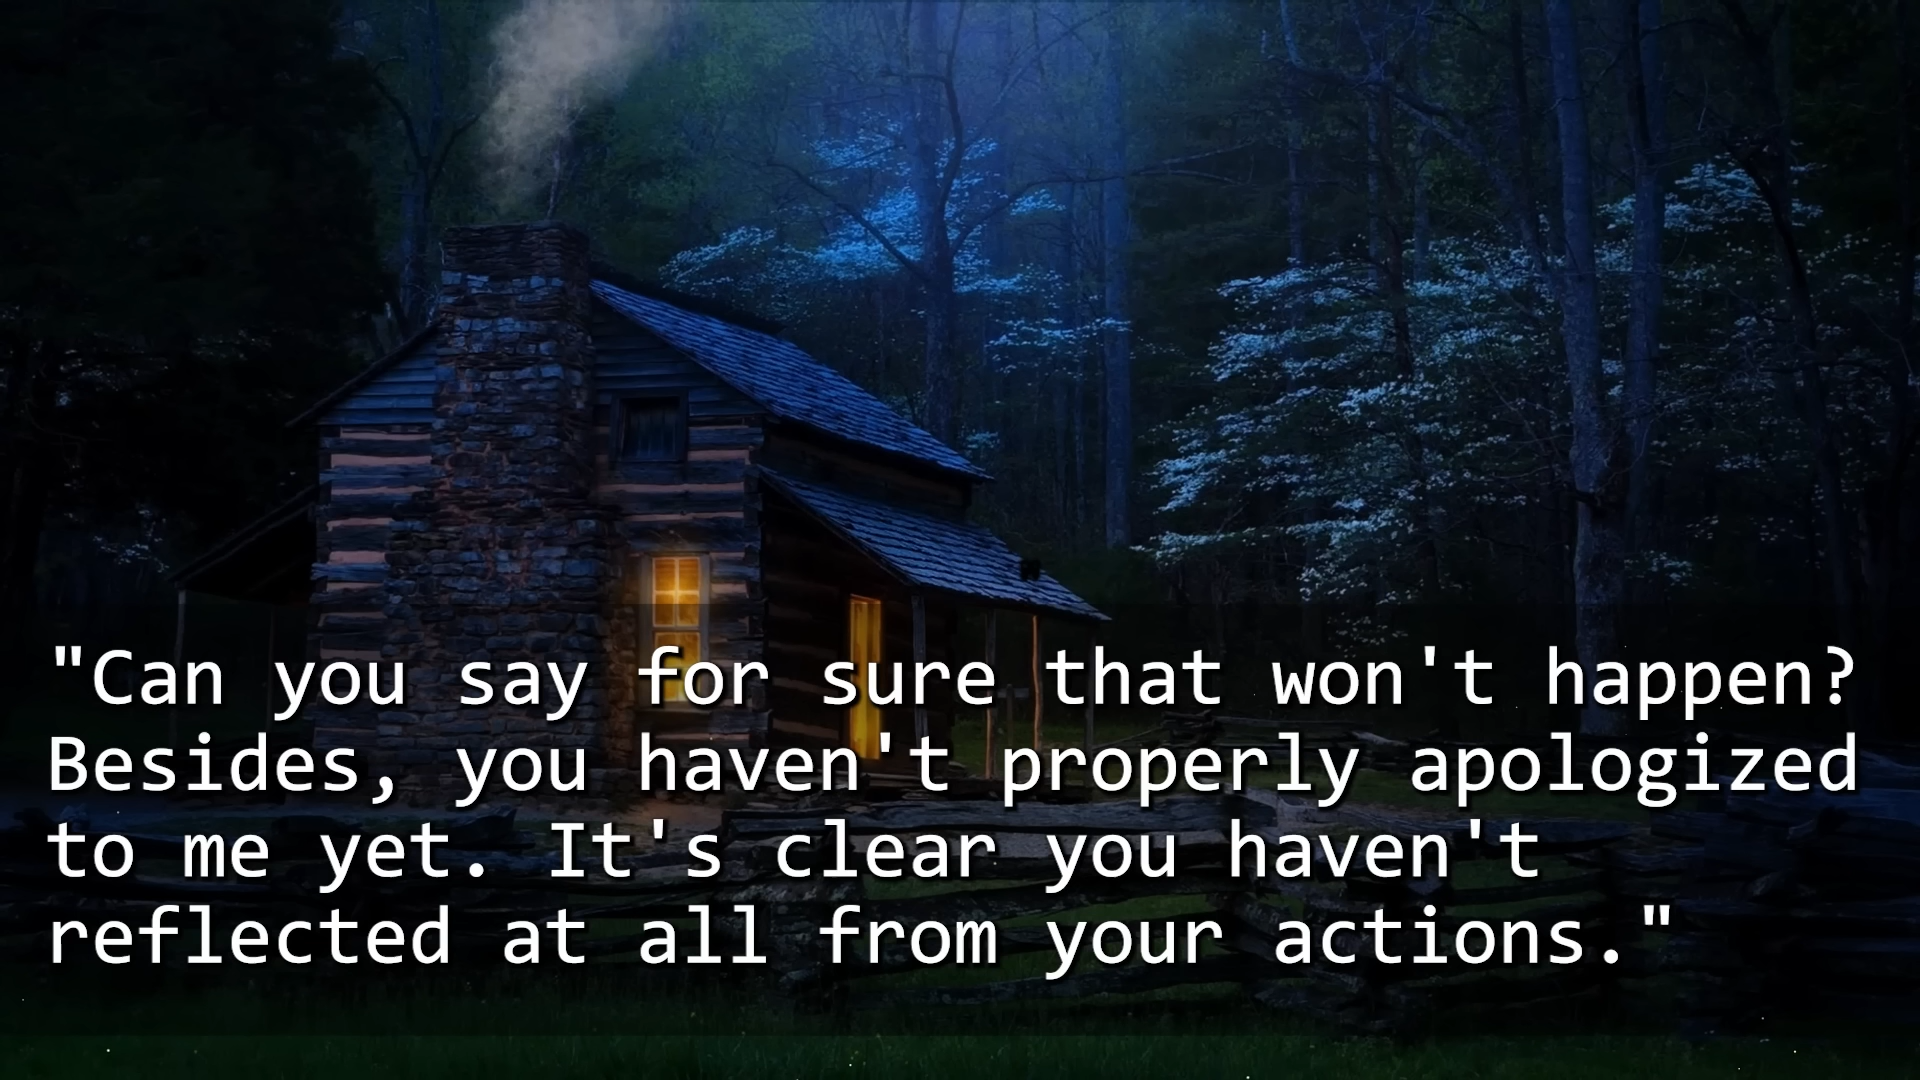 "Can you say for sure that won't happen?
Besides, you haven't properly apologized
to me yet. It's clear you haven't
reflected at all from your actions."